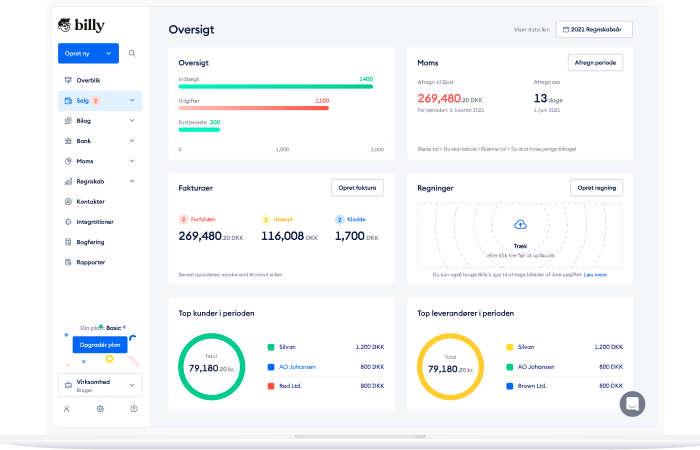 billy
Opret ny
Overblik
Salg 2
Bilag
Bank
Moms
Regnskab
Kontakter
Integrationer
Bogføring
Rapporter
Din plan: Basic
Opgradér plan
Virksomhed
Bruger
Oversigt
Viser data for:
2021 Regnskabsår
Oversigt
Indtægt 1400
Udgifter 1100
Fortjeneste 300
0 1,000 2,000
Moms
Afregn periode
Afregn til Skat
Afregn om
269,480.20 DKK
13 dage
For perioden: 2. kvartal 2021
1. juni 2021
(Røde tal = Du skal betale / Grønne tal = Du skal have penge tilbage)
Fakturaer
Opret faktura
2 Forfalden
2 Ubetalt
2 Kladde
269,480.20 DKK
116,008 DKK
1,700 DKK
Senest opdateret: mindre end ét minut siden
Regninger
Opret regning
Træk
eller klik her for at uploade
Du kan også bruge Billy's app til at tage billeder af dine udgifter. Læs mere.
Top kunder i perioden
Total
79,180.20 kr.
Silvan 1.200 DKK
AO Johansen 800 DKK
Red Ltd. 800 DKK
Top leverandører i perioden
Total
79,180.20 kr.
Silvan 1.200 DKK
AO Johansen 800 DKK
Brown Ltd. 800 DKK